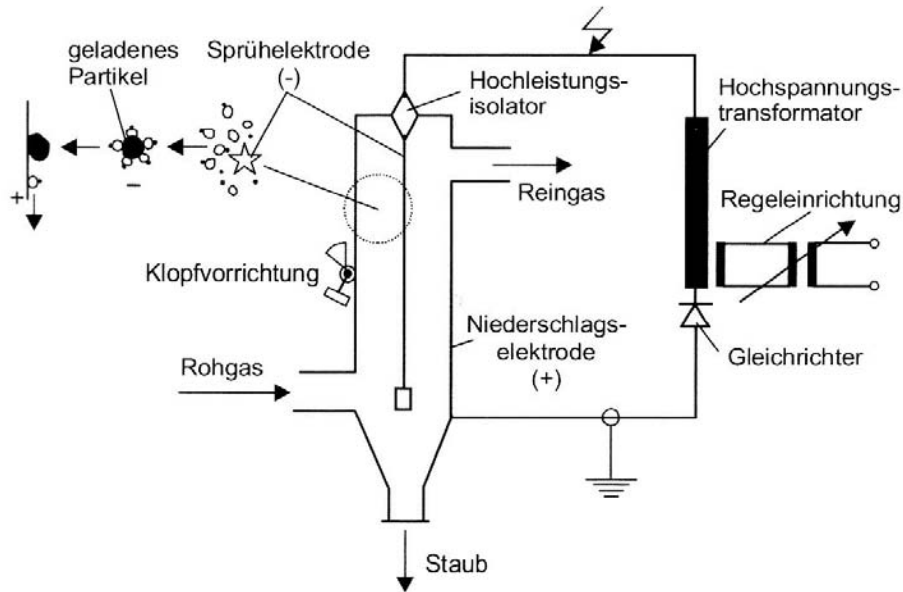 geladenes
Partikel
Sprühelektrode
(-)
Hochleistungs-
isolator
Hochspannungs-
transformator
+
–
Reingas
Regeleinrichtung
Klopfvorrichtung
Niederschlags-
elektrode
(+)
Gleichrichter
Rohgas
Staub